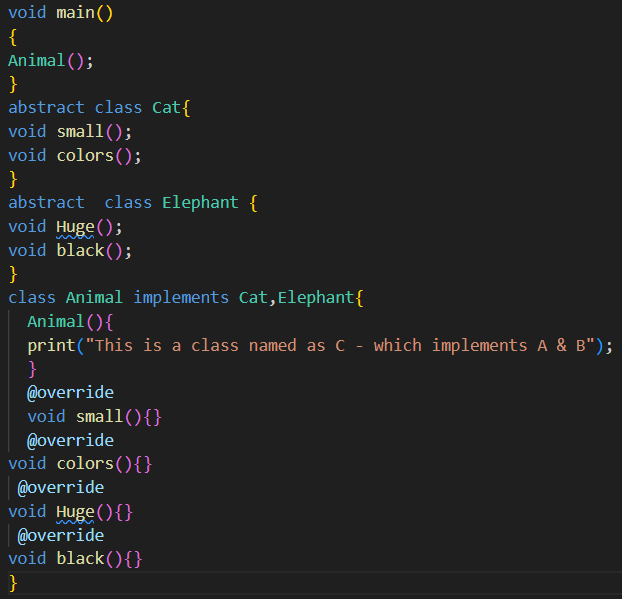 void main()
{
Animal();
}
abstract class Cat{
void small();
void colors();
}
abstract  class Elephant {
void Huge();
void black();
}
class Animal implements Cat,Elephant{
  Animal(){
  print("This is a class named as C - which implements A & B");
  }
  @override
  void small(){}
  @override
void colors(){}
 @override
void Huge(){}
 @override
void black(){}
}